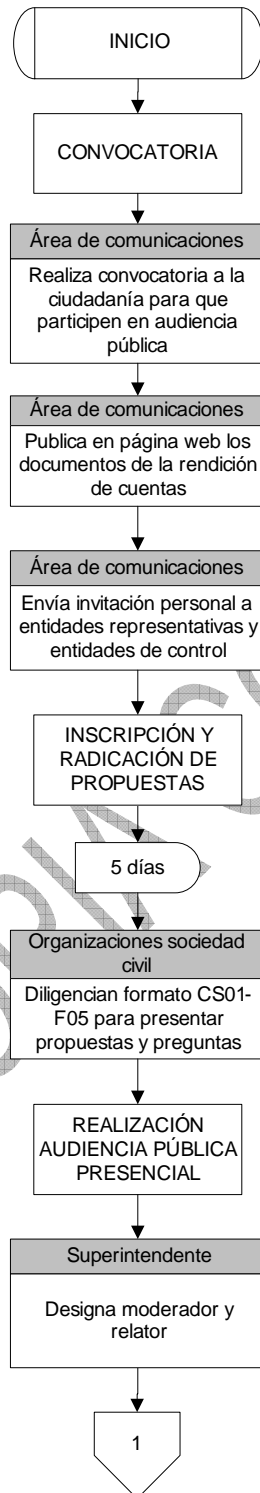 INICIO
CONVOCATORIA
Área de comunicaciones
Realiza convocatoria a la
ciudadanía para que
participen en audiencia
pública
Área de comunicaciones
Publica en página web los
documentos de la rendición
de cuentas
Área de comunicaciones
Envía invitación personal a
entidades representativas y
entidades de control
INSCRIPCIÓN Y
RADICACIÓN DE
PROPUESTAS
5 días
Organizaciones sociedad
civil
Diligencian formato CS01-
F05 para presentar
propuestas y preguntas
REALIZACIÓN
AUDIENCIA PÚBLICA
PRESENCIAL
Superintendente
Designa moderador y
relator
1